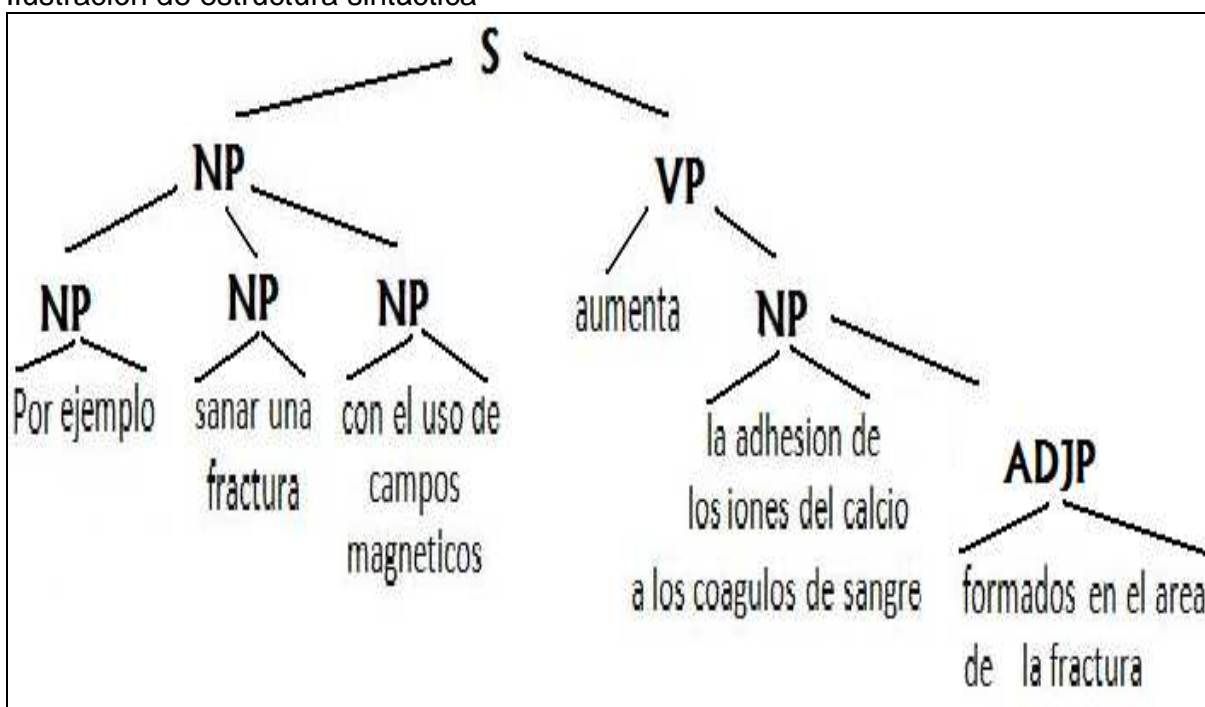 Ilustración de estructura sintáctica
S
NP
VP
NP
NP
NP
aumenta
NP
Por ejemplo
sanar una
fractura
con el uso de
campos
magneticos
la adhesion de
los iones del calcio
a los coagulos de sangre
ADJP
formados en el area
de la fractura